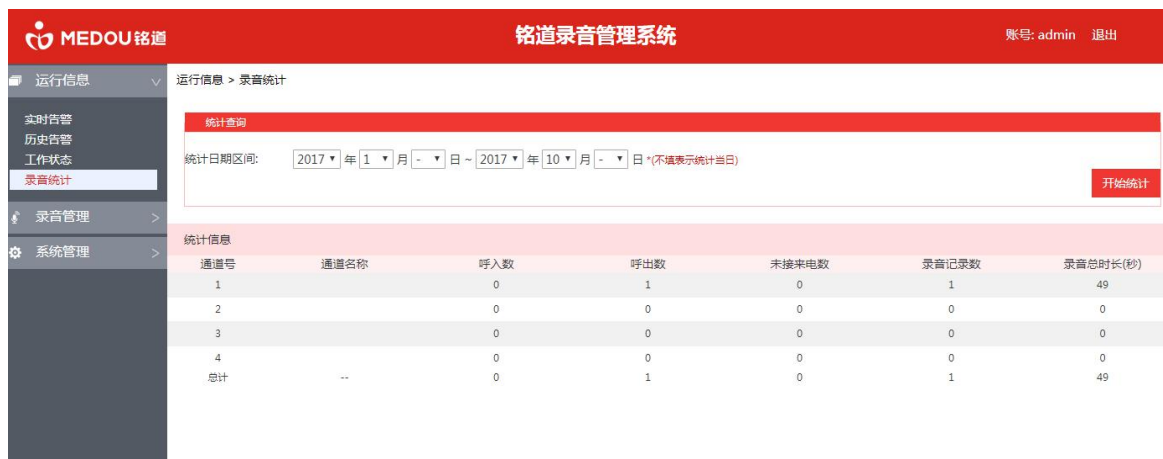 MEDOU铭道 铭道录音管理系统 账号: admin 退出
运行信息
实时告警
历史告警
工作状态
录音统计
录音管理 >
系统管理 >
运行信息 > 录音统计
统计查询
统计日期区间: 2017 年 1 月 - 日 ~ 2017 年 10 月 - 日 *(不填表示统计当日)
开始统计
统计信息
通道号 通道名称 呼入数 呼出数 未接来电数 录音记录数 录音总时长(秒)
1 0 1 0 1 49
2 0 0 0 0 0
3 0 0 0 0 0
4 0 0 0 0 0
总计 -- 0 1 0 1 49